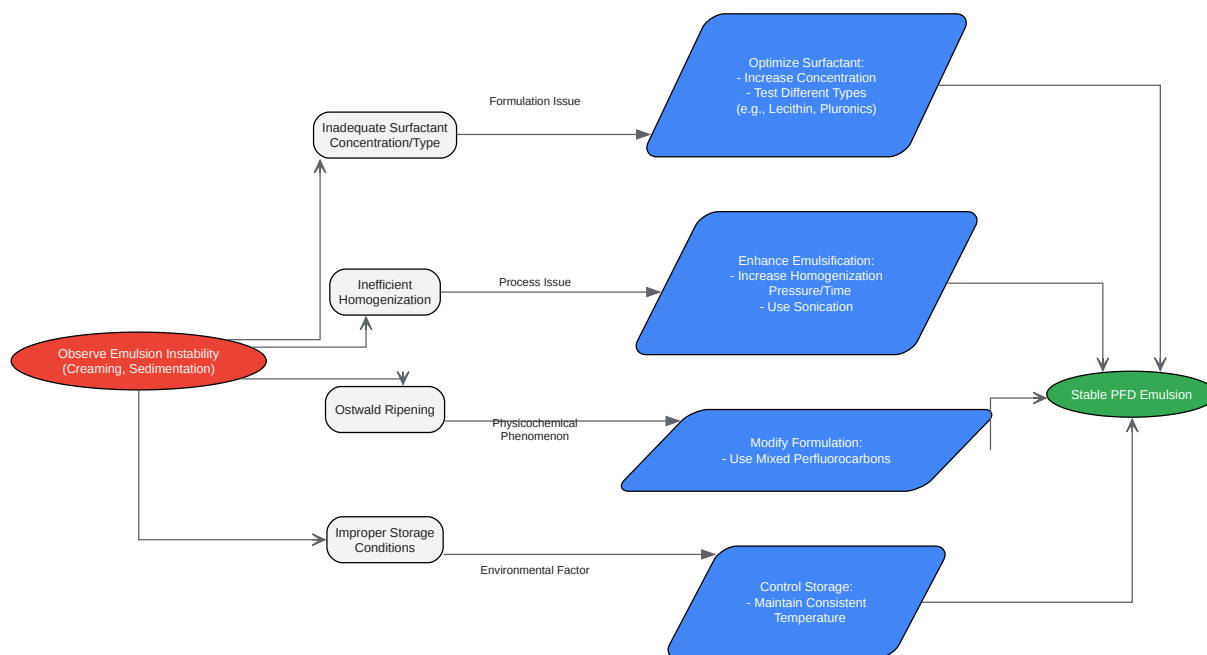 Optimize Surfactant:
- Increase Concentration
- Test Different Types
(e.g., Lecithin, Pluronics)
Formulation Issue
Inadequate Surfactant
Concentration/Type
Enhance Emulsification:
- Increase Homogenization
Pressure/Time
- Use Sonication
Process Issue
Inefficient
Homogenization
Observe Emulsion Instability
(Creaming, Sedimentation)
Stable PFD Emulsion
Ostwald Ripening
Physicochemical
Phenomenon
Modify Formulation:
- Use Mixed Perfluorocarbons
Improper Storage
Conditions
Environmental Factor
Control Storage:
- Maintain Consistent
Temperature